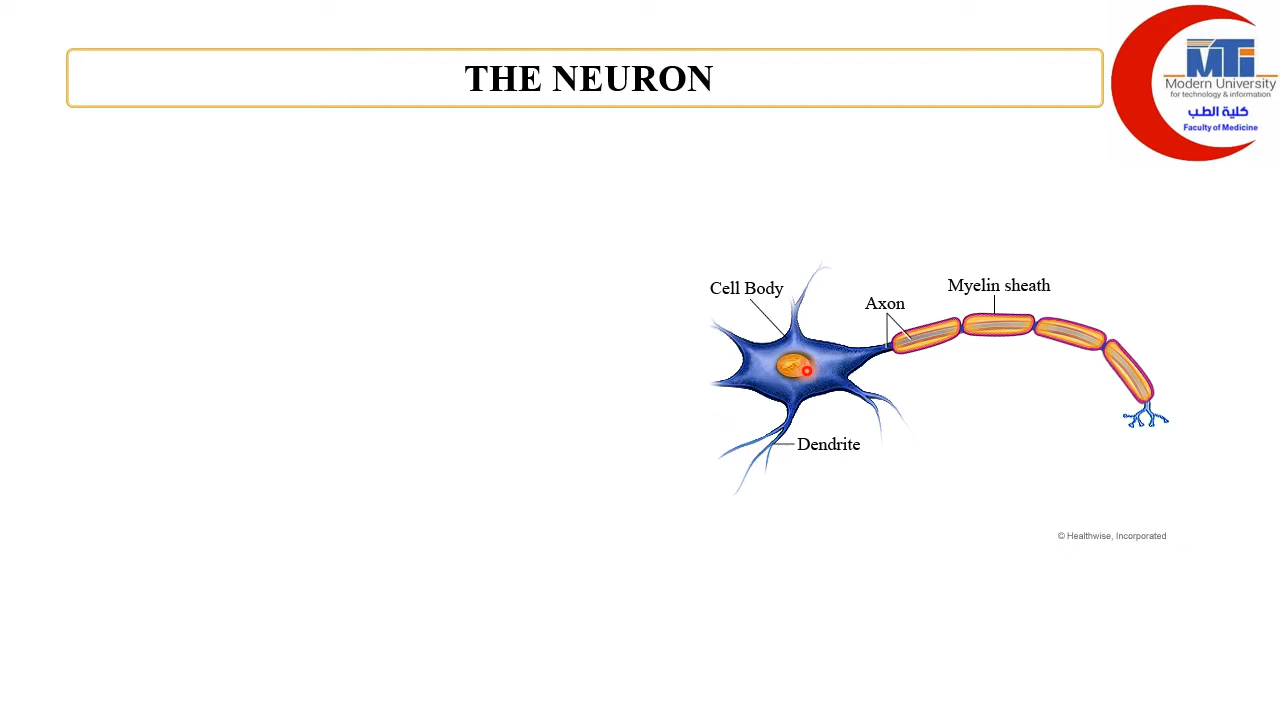 THE NEURON
MTi
Modern University
for technology & information
كلية الطب
Faculty of Medicine
Cell Body
Axon
Myelin sheath
Dendrite
© Healthwise, Incorporated